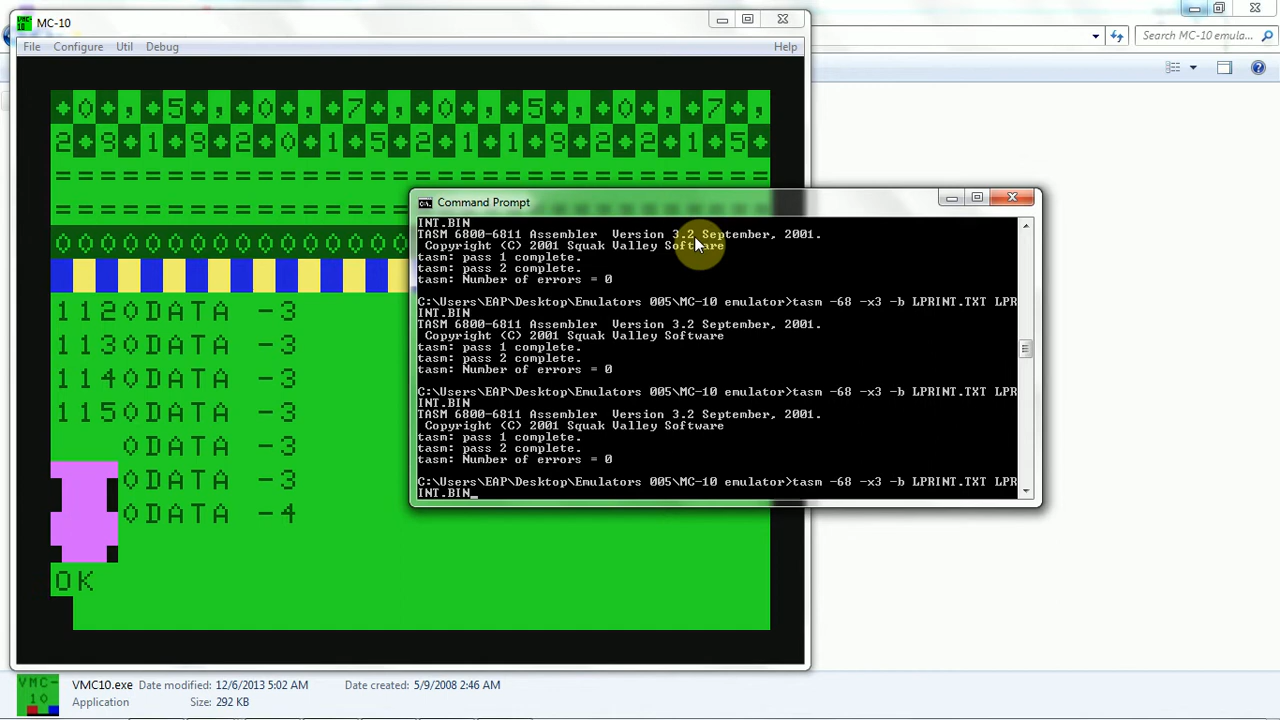 MC-10
File Configure Util Debug Help
Search MC-10 emula...
+0+,+5+,+0+,+7+,+0+,+5+,+0+,+7+,
2+9+1+9+2+0+1+5+2+1+1+9+2+2+1+5+
================================
================================
1120DATA -3
1130DATA -3
1140DATA -3
1150DATA -3
0DATA -3
0DATA -3
0DATA -4
OK
Command Prompt
INT.BIN
TASM 6800-6811 Assembler  Version 3.2 September, 2001.
Copyright (C) 2001 Squak Valley Software
tasm: pass 1 complete.
tasm: pass 2 complete.
tasm: Number of errors = 0
C:\Users\EAP\Desktop\Emulators 005\MC-10 emulator>tasm -68 -x3 -b LPRINT.TXT LPR
INT.BIN
TASM 6800-6811 Assembler  Version 3.2 September, 2001.
Copyright (C) 2001 Squak Valley Software
tasm: pass 1 complete.
tasm: pass 2 complete.
tasm: Number of errors = 0
C:\Users\EAP\Desktop\Emulators 005\MC-10 emulator>tasm -68 -x3 -b LPRINT.TXT LPR
INT.BIN
TASM 6800-6811 Assembler  Version 3.2 September, 2001.
Copyright (C) 2001 Squak Valley Software
tasm: pass 1 complete.
tasm: pass 2 complete.
tasm: Number of errors = 0
C:\Users\EAP\Desktop\Emulators 005\MC-10 emulator>tasm -68 -x3 -b LPRINT.TXT LPR
INT.BIN_
VMC10.exe Date modified: 12/6/2013 5:02 AM Date created: 5/9/2008 2:46 AM
Application Size: 292 KB